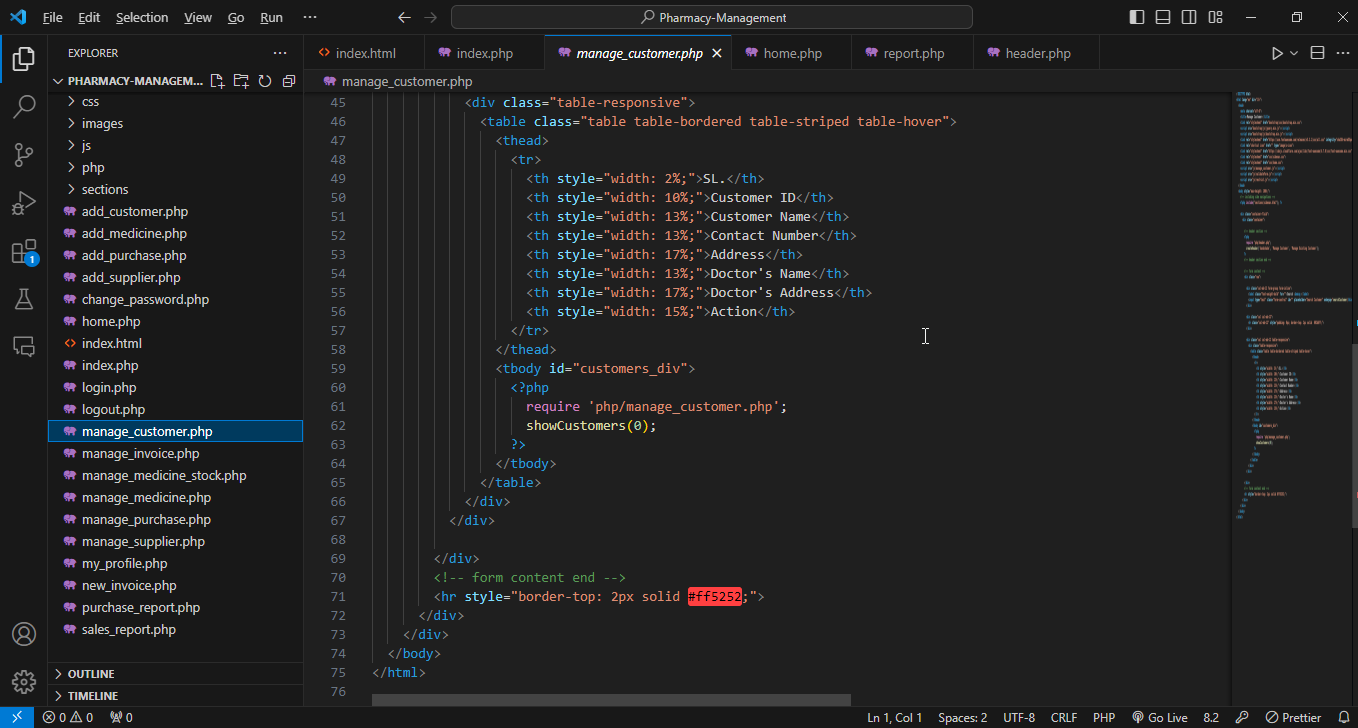 File Edit Selection View Go Run ··· Pharmacy-Management
EXPLORER ···
PHARMACY-MANAGEM...
css
images
js
php
sections
add_customer.php
add_medicine.php
add_purchase.php
add_supplier.php
change_password.php
home.php
index.html
index.php
login.php
logout.php
manage_customer.php
manage_invoice.php
manage_medicine_stock.php
manage_medicine.php
manage_purchase.php
manage_supplier.php
my_profile.php
new_invoice.php
purchase_report.php
sales_report.php
OUTLINE
TIMELINE
1
index.html index.php manage_customer.php home.php report.php header.php
manage_customer.php
45 <div class="table-responsive">
46 <table class="table table-bordered table-striped table-hover">
47 <thead>
48 <tr>
49 <th style="width: 2%;">SL.</th>
50 <th style="width: 10%;">Customer ID</th>
51 <th style="width: 13%;">Customer Name</th>
52 <th style="width: 13%;">Contact Number</th>
53 <th style="width: 17%;">Address</th>
54 <th style="width: 13%;">Doctor's Name</th>
55 <th style="width: 17%;">Doctor's Address</th>
56 <th style="width: 15%;">Action</th>
57 </tr>
58 </thead>
59 <tbody id="customers_div">
60 <?php
61 require 'php/manage_customer.php';
62 showCustomers(0);
63 ?>
64 </tbody>
65 </table>
66 </div>
67 </div>
68
69 </div>
70 <!-- form content end -->
71 <hr style="border-top: 2px solid #ff5252;">
72 </div>
73 </div>
74 </body>
75 </html>
76
0 0 0 Ln 1, Col 1 Spaces: 2 UTF-8 CRLF PHP Go Live 8.2 Prettier